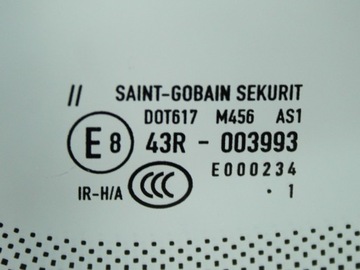 // SAINT-GOBAIN SEKURIT
DOT617 M456 AS1
E8 43R - 003993
E000234
IR-H/A CCC
· 1